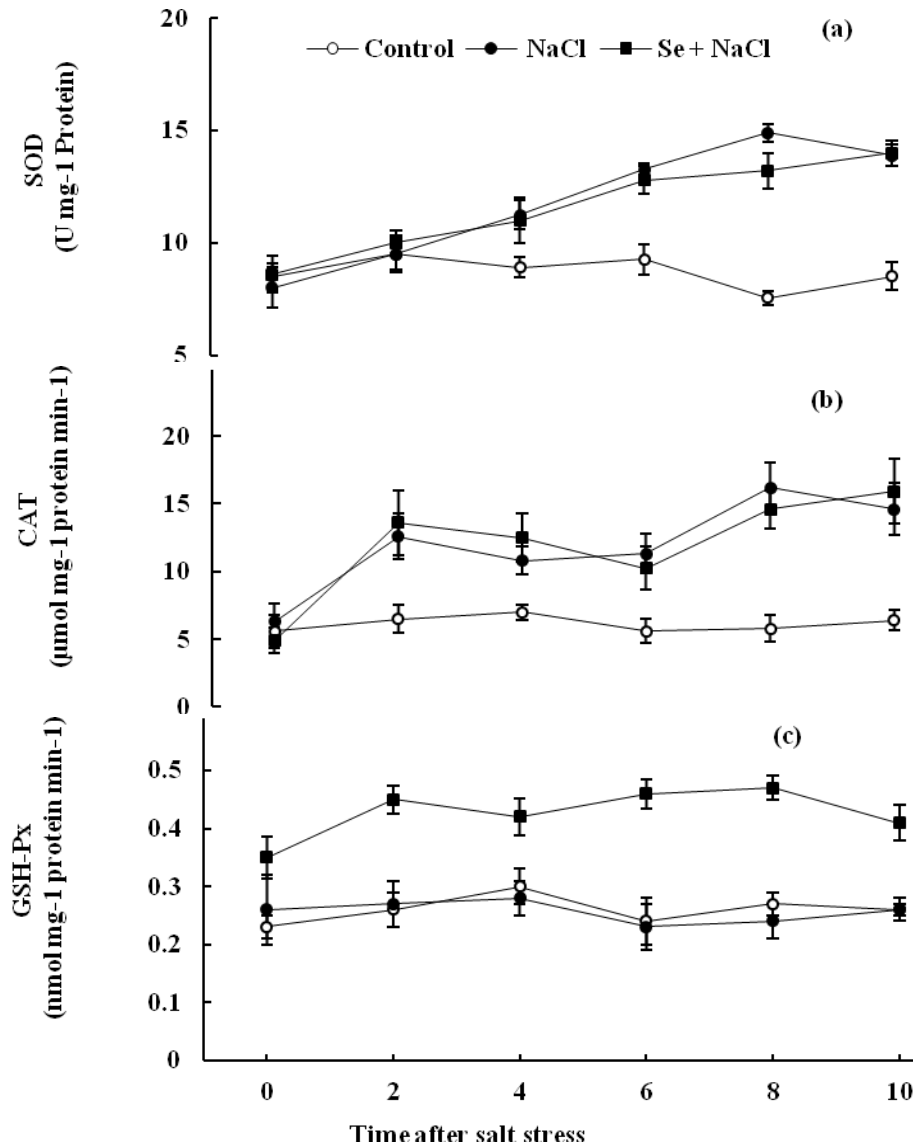 20
(a)
Control NaCl Se + NaCl
SOD
(U mg-1 Protein)
15
10
5
(b)
CAT
(µmol mg-1 protein min-1)
20
15
10
5
0
(c)
GSH-Px
(nmol mg-1 protein min-1)
0.5
0.4
0.3
0.2
0.1
0
0 2 4 6 8 10
Time after salt stress